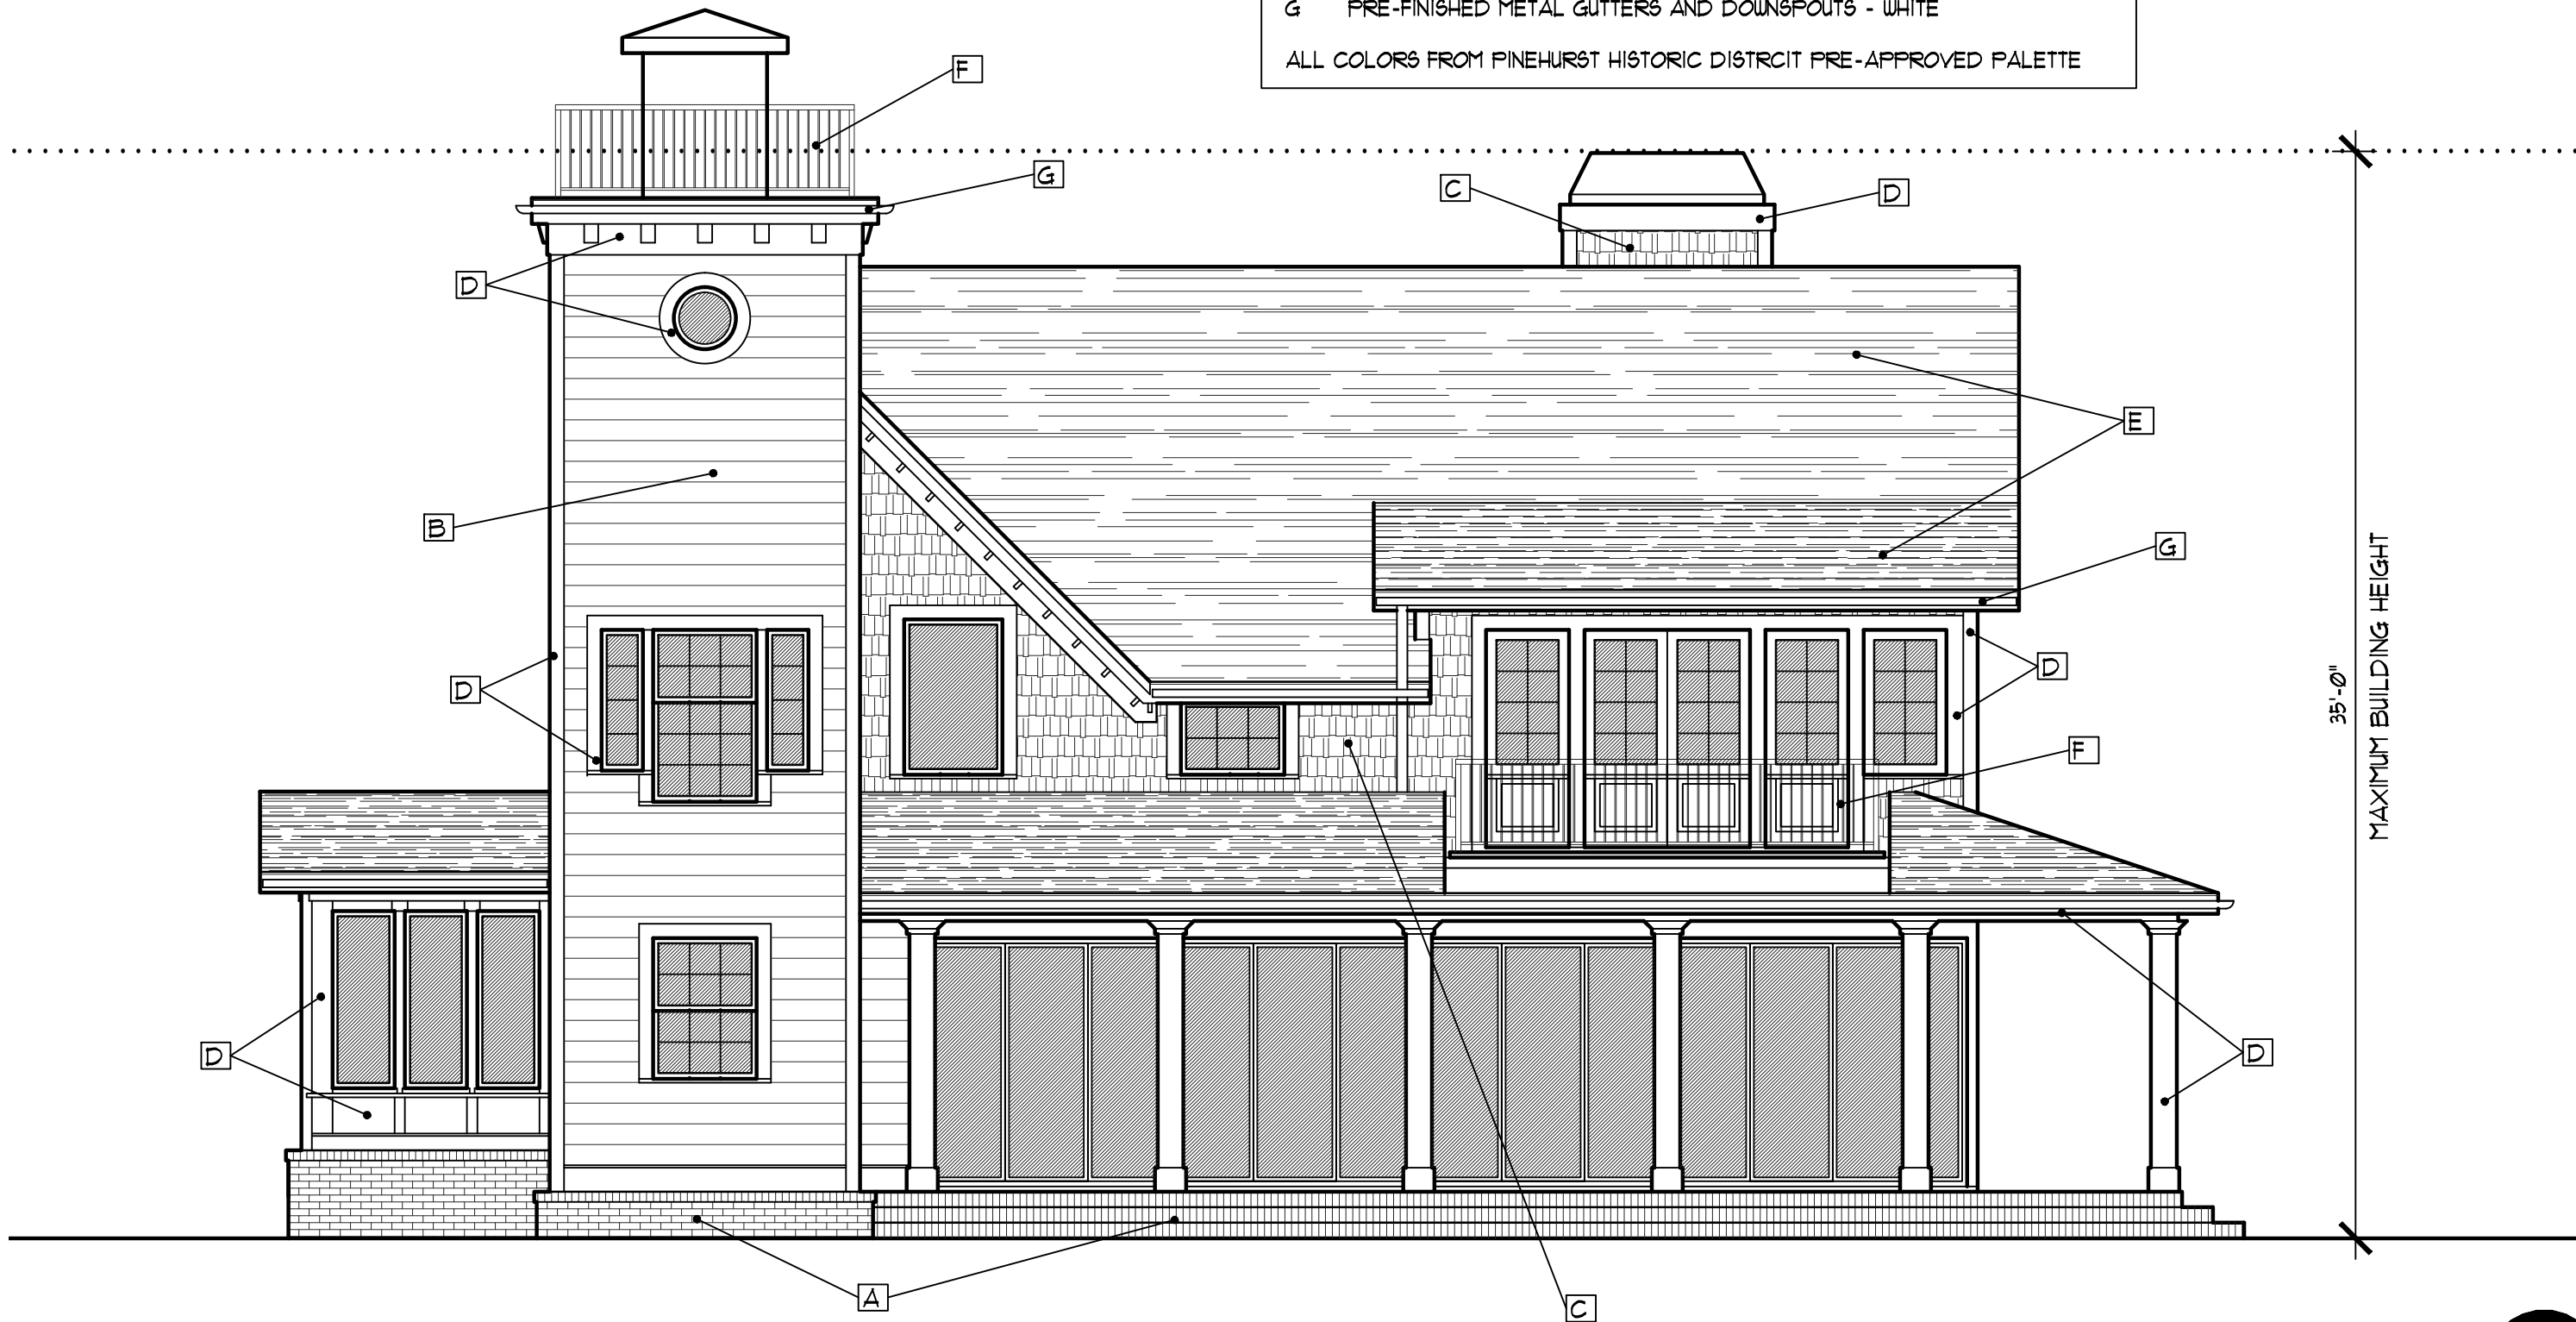 G PRE-FINISHED METAL GUTTERS AND DOWNSPOUTS - WHITE
ALL COLORS FROM PINEHURST HISTORIC DISTRCIT PRE-APPROVED PALETTE
F
G
C
D
D
E
B
G
D
D
F
35'-0"
MAXIMUM BUILDING HEIGHT
D
D
A
C